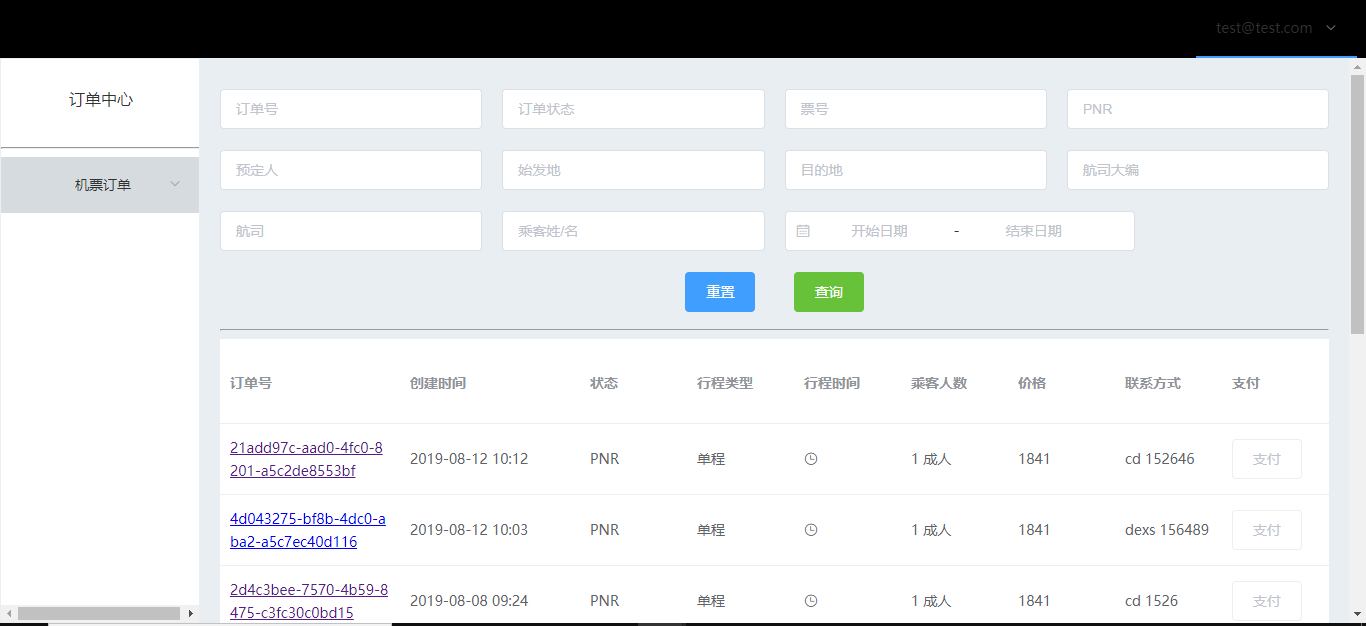 test@test.com
订单中心
机票订单
订单号 订单状态 票号 PNR
预定人 始发地 目的地 航司大编
航司 乘客姓/名 开始日期 - 结束日期
重置 查询
订单号 创建时间 状态 行程类型 行程时间 乘客人数 价格 联系方式 支付
21add97c-aad0-4fc0-8
201-a5c2de8553bf
2019-08-12 10:12 PNR 单程 1 成人 1841 cd 152646 支付
4d043275-bf8b-4dc0-a
ba2-a5c7ec40d116
2019-08-12 10:03 PNR 单程 1 成人 1841 dexs 156489 支付
2d4c3bee-7570-4b59-8
475-c3fc30c0bd15
2019-08-08 09:24 PNR 单程 1 成人 1841 cd 1526 支付